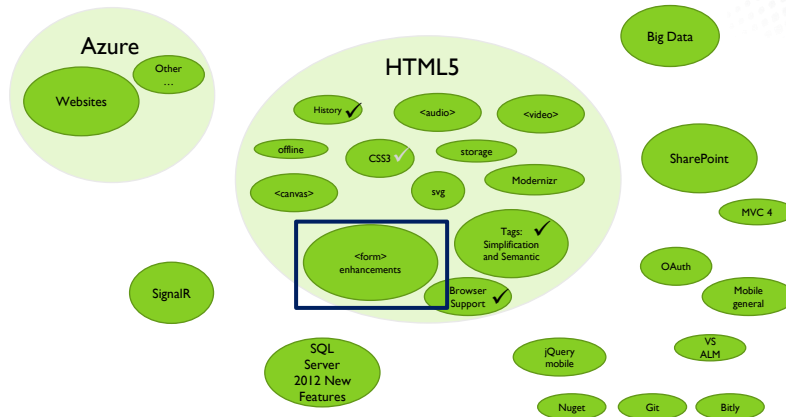 Azure
Other
…
Websites
HTML5
History
<audio>
<video>
offline
CSS3
storage
Modernizr
<canvas>
svg
Tags:
Simplification
and Semantic
<form>
enhancements
Browser
Support
Big Data
SharePoint
MVC 4
OAuth
Mobile
general
SignalR
SQL
Server
2012 New
Features
jQuery
mobile
VS
ALM
Nuget
Git
Bitly